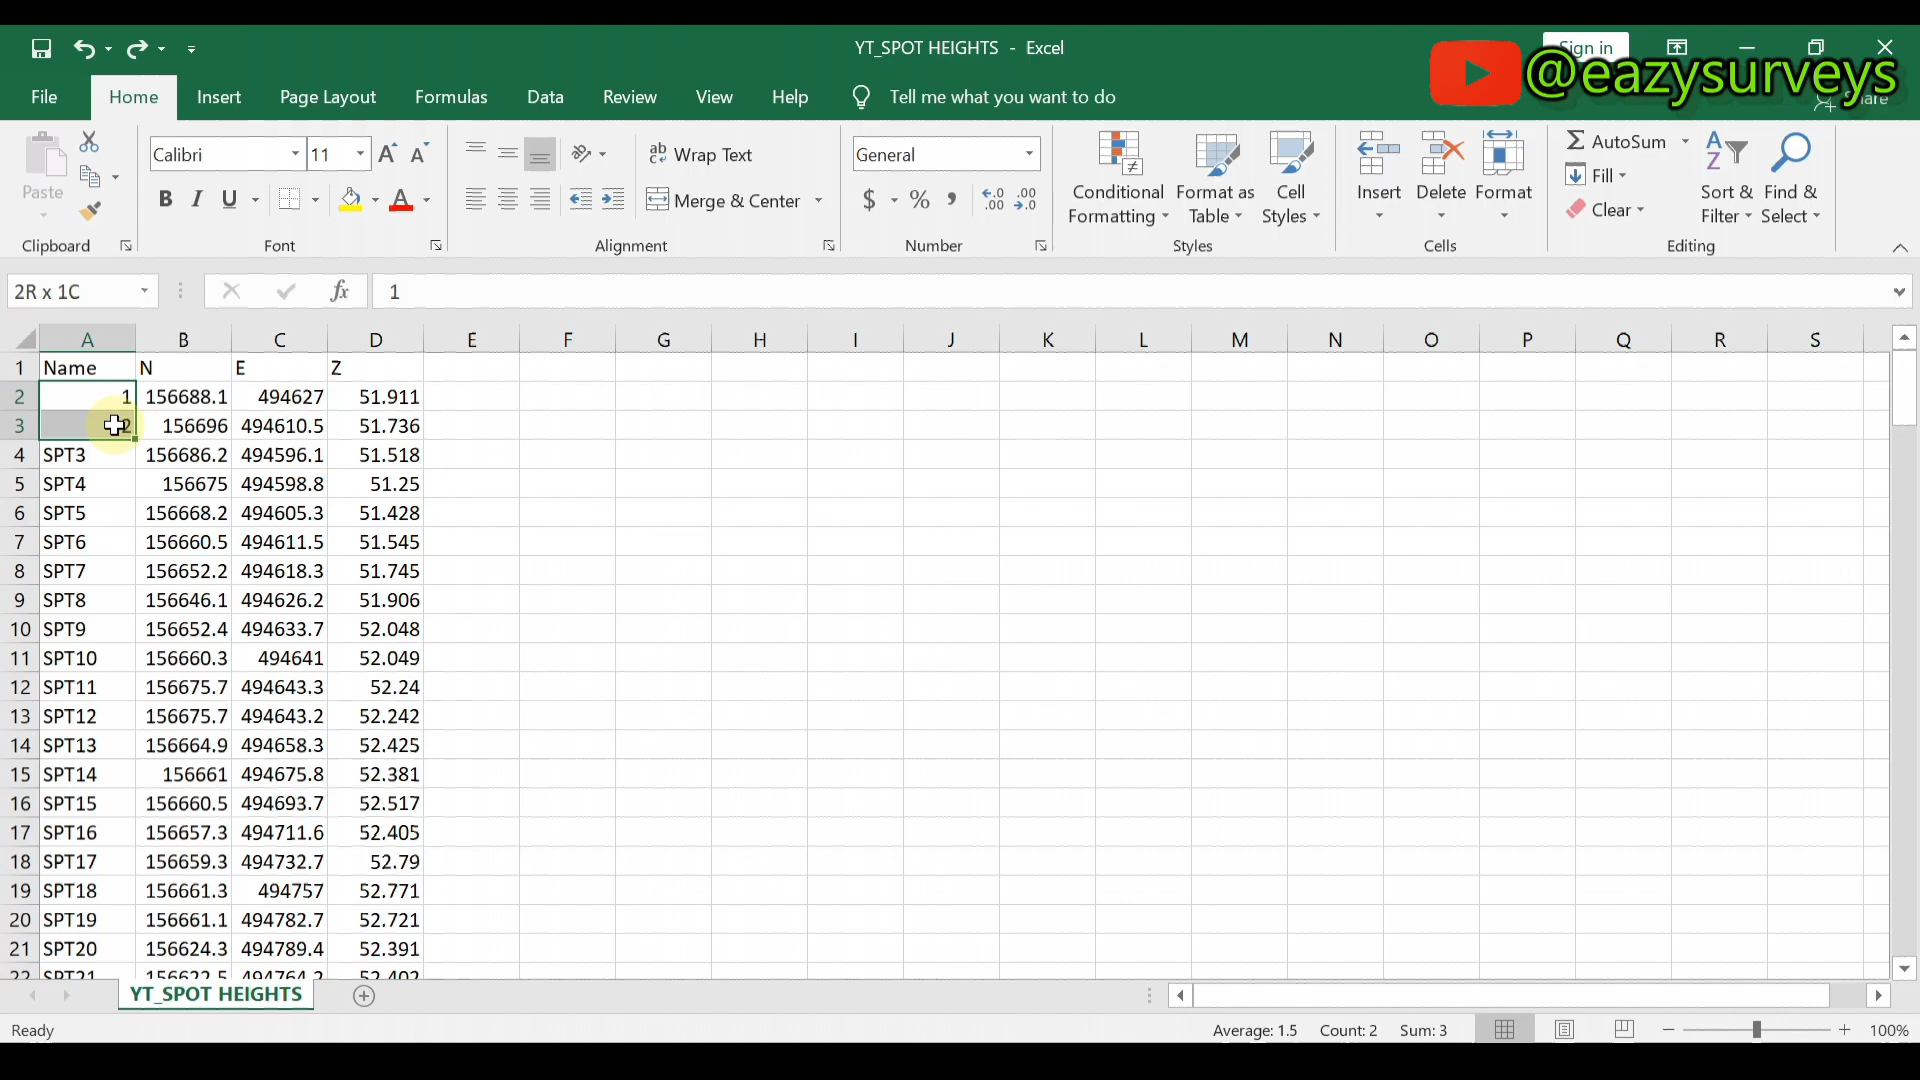 YT_SPOT HEIGHTS - Excel
Sign in
@eazysurveys
File Home Insert Page Layout Formulas Data Review View Help Tell me what you want to do Share
Paste
Calibri 11
Wrap Text
General
Conditional Formatting
Format as Table
Cell Styles
Insert Delete Format
AutoSum
Fill
Clear
Sort & Filter
Find & Select
B I U
Merge & Center
$ % ,
Clipboard Font Alignment Number Styles Cells Editing
2R x 1C fx 1
A B C D E F G H I J K L M N O P Q R S
1 Name N E Z
2 1 156688.1 494627 51.911
3 2 156696 494610.5 51.736
4 SPT3 156686.2 494596.1 51.518
5 SPT4 156675 494598.8 51.25
6 SPT5 156668.2 494605.3 51.428
7 SPT6 156660.5 494611.5 51.545
8 SPT7 156652.2 494618.3 51.745
9 SPT8 156646.1 494626.2 51.906
10 SPT9 156652.4 494633.7 52.048
11 SPT10 156660.3 494641 52.049
12 SPT11 156675.7 494643.3 52.24
13 SPT12 156675.7 494643.2 52.242
14 SPT13 156664.9 494658.3 52.425
15 SPT14 156661 494675.8 52.381
16 SPT15 156660.5 494693.7 52.517
17 SPT16 156657.3 494711.6 52.405
18 SPT17 156659.3 494732.7 52.79
19 SPT18 156661.3 494757 52.771
20 SPT19 156661.1 494782.7 52.721
21 SPT20 156624.3 494789.4 52.391
22 SPT21 156622.5 494764.2 52.402
YT_SPOT HEIGHTS
Ready Average: 1.5 Count: 2 Sum: 3 100%